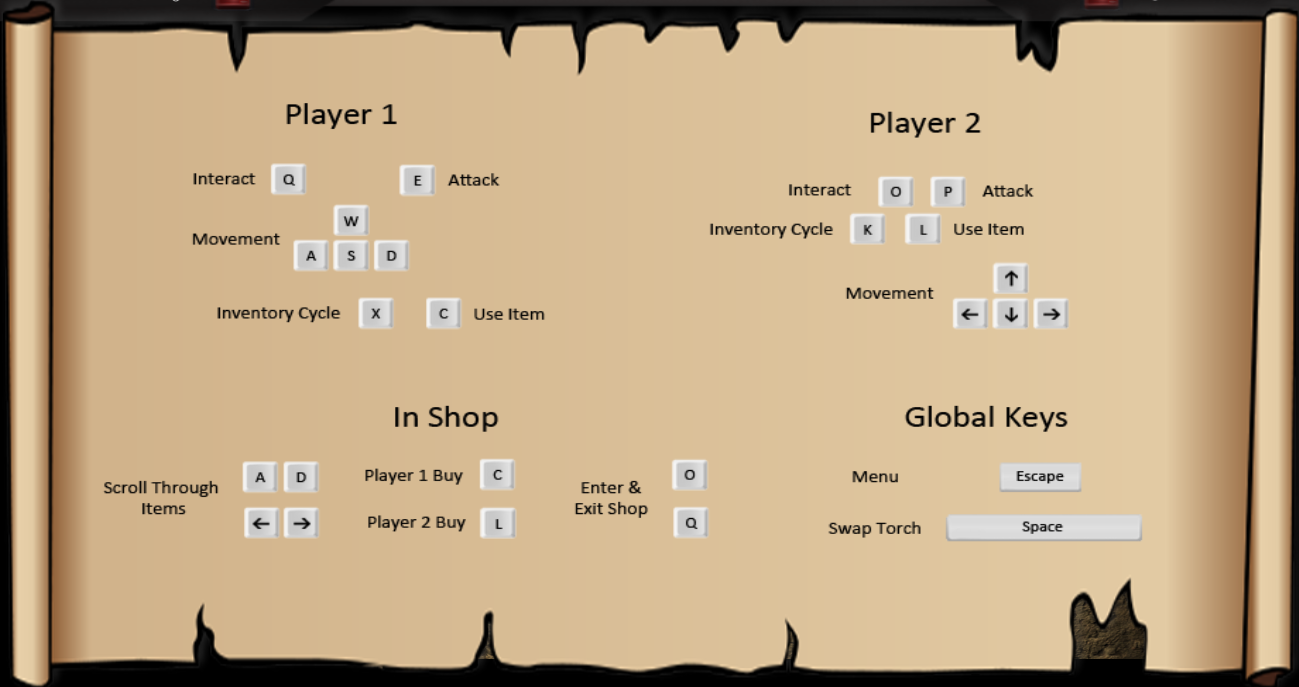 Player 1
Interact Q E Attack
W
Movement
A S D
Inventory Cycle X C Use Item
Player 2
Interact O P Attack
Inventory Cycle K L Use Item
↑
Movement
← ↓ →
In Shop
Scroll Through
Items
A D
← →
Player 1 Buy C
Player 2 Buy L
Enter &
Exit Shop
O
Q
Global Keys
Menu Escape
Swap Torch Space